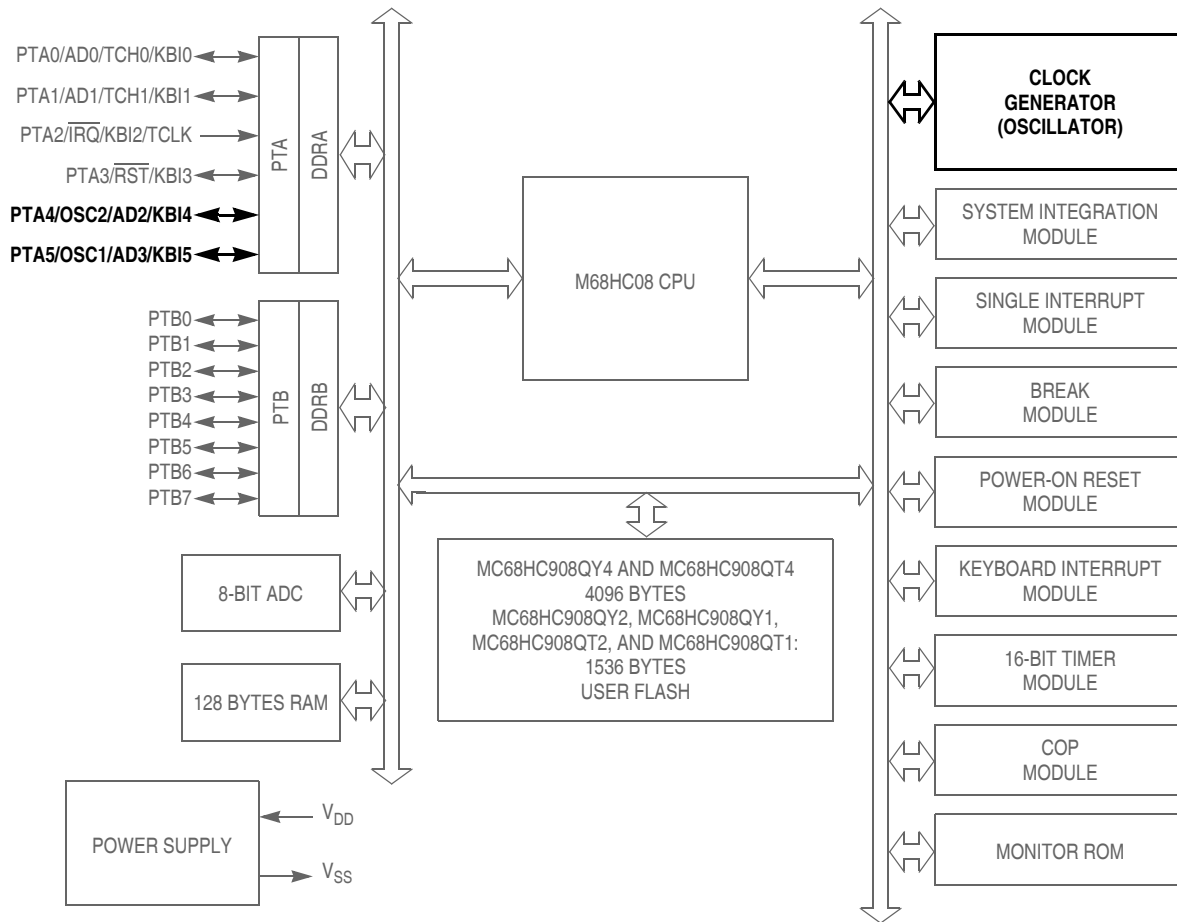 PTA0/AD0/TCH0/KBI0
PTA1/AD1/TCH1/KBI1
PTA2/IRQ/KBI2/TCLK
PTA3/RST/KBI3
PTA4/OSC2/AD2/KBI4
PTA5/OSC1/AD3/KBI5
PTA
DDRA
PTB0
PTB1
PTB2
PTB3
PTB4
PTB5
PTB6
PTB7
PTB
DDRB
8-BIT ADC
128 BYTES RAM
POWER SUPPLY
VDD
VSS
M68HC08 CPU
MC68HC908QY4 AND MC68HC908QT4
4096 BYTES
MC68HC908QY2, MC68HC908QY1,
MC68HC908QT2, AND MC68HC908QT1:
1536 BYTES
USER FLASH
CLOCK
GENERATOR
(OSCILLATOR)
SYSTEM INTEGRATION
MODULE
SINGLE INTERRUPT
MODULE
BREAK
MODULE
POWER-ON RESET
MODULE
KEYBOARD INTERRUPT
MODULE
16-BIT TIMER
MODULE
COP
MODULE
MONITOR ROM